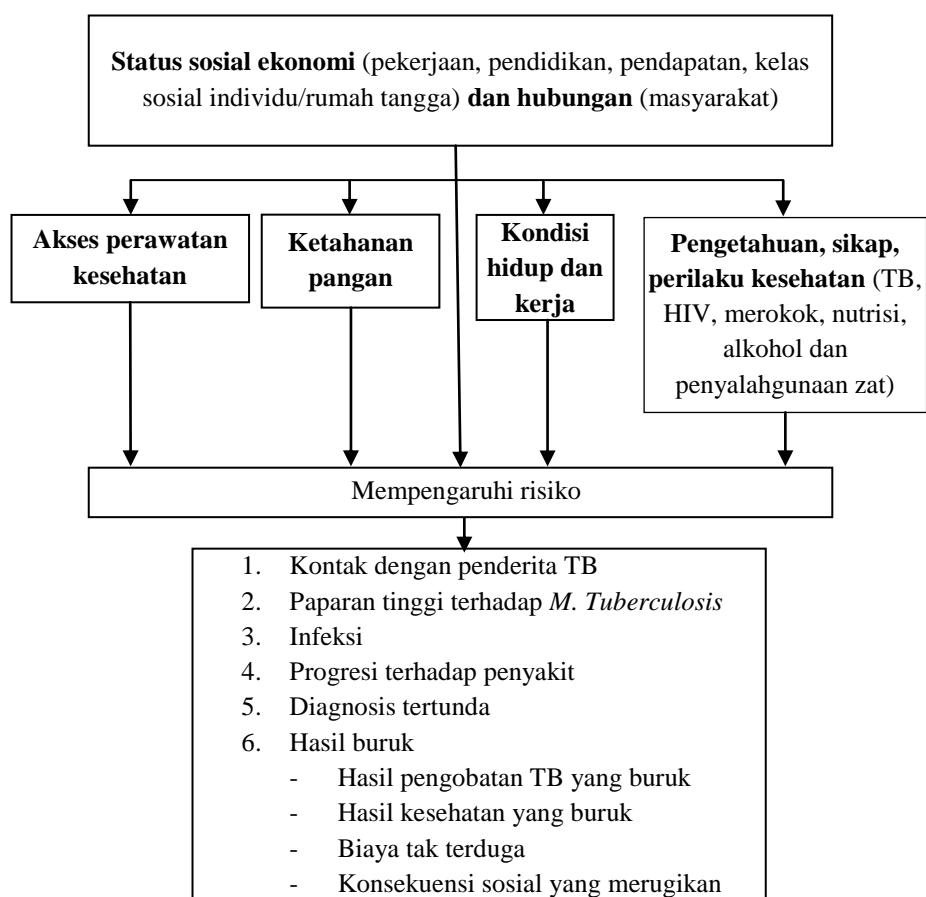 Status sosial ekonomi (pekerjaan, pendidikan, pendapatan, kelas
sosial individu/rumah tangga) dan hubungan (masyarakat)
Akses perawatan
kesehatan
Ketahanan
pangan
Kondisi
hidup dan
kerja
Pengetahuan, sikap,
perilaku kesehatan (TB,
HIV, merokok, nutrisi,
alkohol dan
penyalahgunaan zat)
Mempengaruhi risiko
1. Kontak dengan penderita TB
2. Paparan tinggi terhadap M. Tuberculosis
3. Infeksi
4. Progresi terhadap penyakit
5. Diagnosis tertunda
6. Hasil buruk
- Hasil pengobatan TB yang buruk
- Hasil kesehatan yang buruk
- Biaya tak terduga
- Konsekuensi sosial yang merugikan